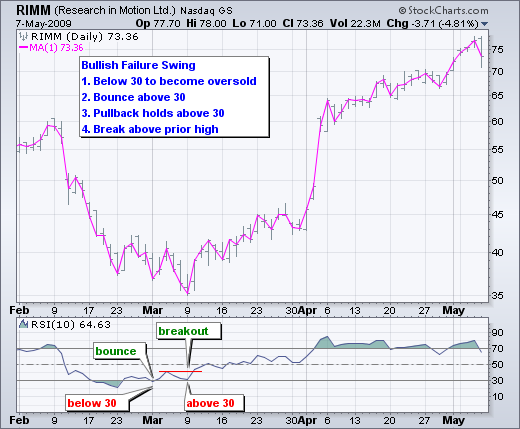 RIMM (Research in Motion Ltd.) Nasdaq GS © StockCharts.com
7-May-2009 Op 77.70 Hi 78.00 Lo 71.00 Cl 73.36 Vol 22.3M Chg -3.71 (-4.81%)
RIMM (Daily) 73.36
MA(1) 73.36
Bullish Failure Swing
1. Below 30 to become oversold
2. Bounce above 30
3. Pullback holds above 30
4. Break above prior high
75
70
65
60
55
50
45
40
35
Feb 9 17 23 Mar 9 16 23 Apr 6 13 20 27 May
RSI(10) 64.63
breakout
bounce
below 30
above 30
90
70
50
30
10
Feb 9 17 23 Mar 9 16 23 Apr 6 13 20 27 May